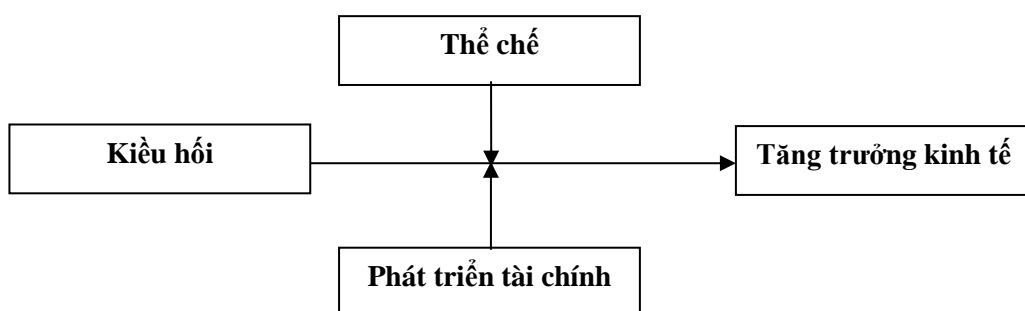 Thể chế
Kiều hối
Tăng trưởng kinh tế
Phát triển tài chính